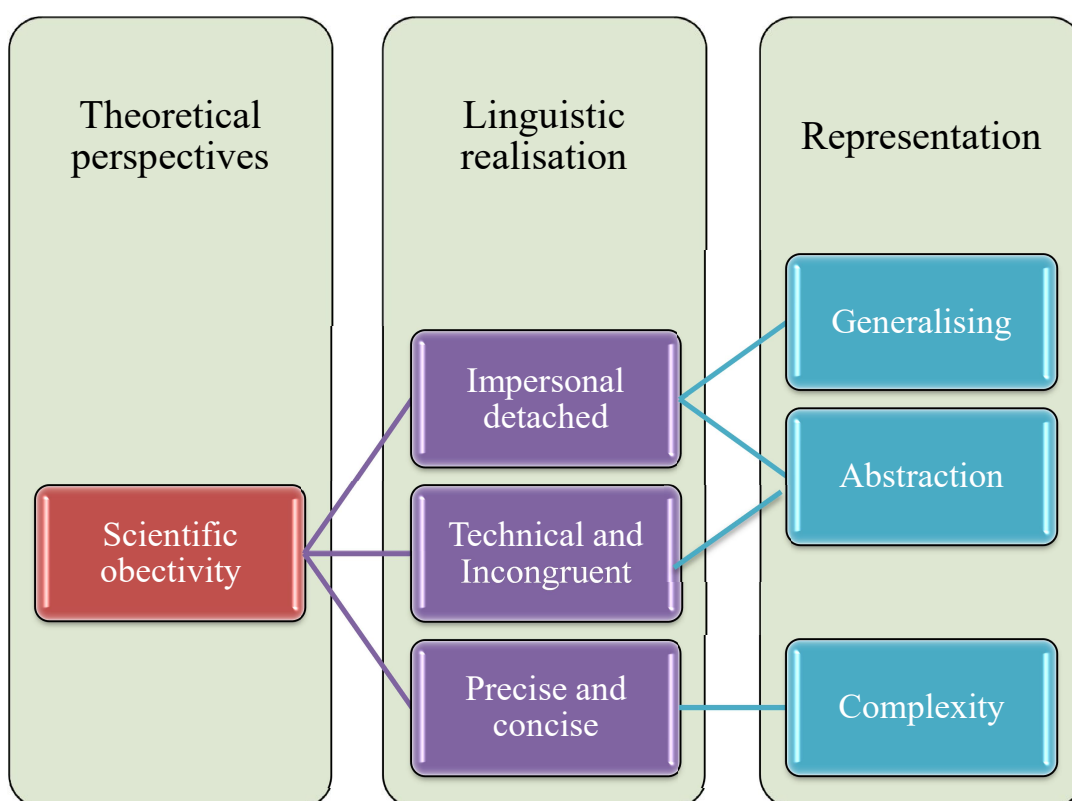 Theoretical
perspectives
Linguistic
realisation
Representation
Scientific
obectivity
Impersonal
detached
Technical and
Incongruent
Precise and
concise
Generalising
Abstraction
Complexity